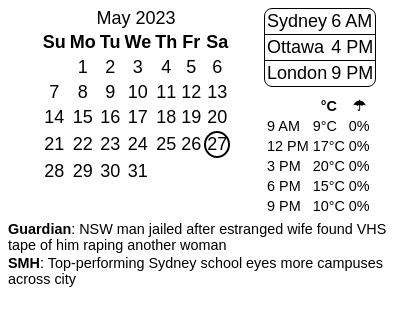 May 2023
Su Mo Tu We Th Fr Sa
1 2 3 4 5 6
7 8 9 10 11 12 13
14 15 16 17 18 19 20
21 22 23 24 25 26 27
28 29 30 31
Sydney 6 AM
Ottawa 4 PM
London 9 PM
°C ☂
9 AM 9°C 0%
12 PM 17°C 0%
3 PM 20°C 0%
6 PM 15°C 0%
9 PM 10°C 0%
Guardian: NSW man jailed after estranged wife found VHS
tape of him raping another woman
SMH: Top-performing Sydney school eyes more campuses
across city